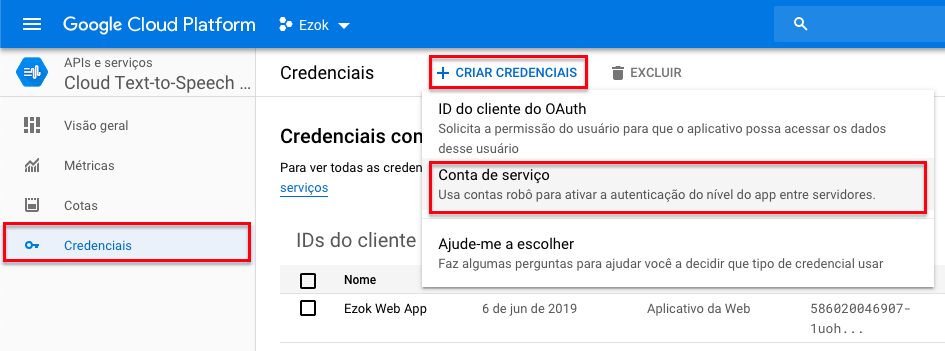 Google Cloud Platform
Ezok
APIs e serviços
Cloud Text-to-Speech ...
Visão geral
Métricas
Cotas
Credenciais
Credenciais
CRIAR CREDENCIAIS
EXCLUIR
ID do cliente do OAuth
Solicita a permissão do usuário para que o aplicativo possa acessar os dados
desse usuário
Conta de serviço
Usa contas robô para ativar a autenticação do nível do app entre servidores.
Ajude-me a escolher
Faz algumas perguntas para ajudar você a decidir que tipo de credencial usar
Credenciais con
Para ver todas as creden
serviços
IDs do cliente
Nome
Ezok Web App
6 de jun de 2019
Aplicativo da Web
586020046907-
1uoh...